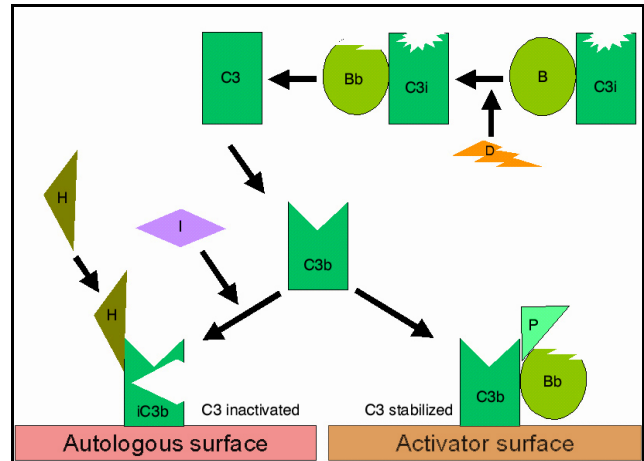 C3
Bb
C3i
B
C3i
D
H
I
C3b
H
P
iC3b
C3 inactivated
C3 stabilized
C3b
Bb
Autologous surface
Activator surface